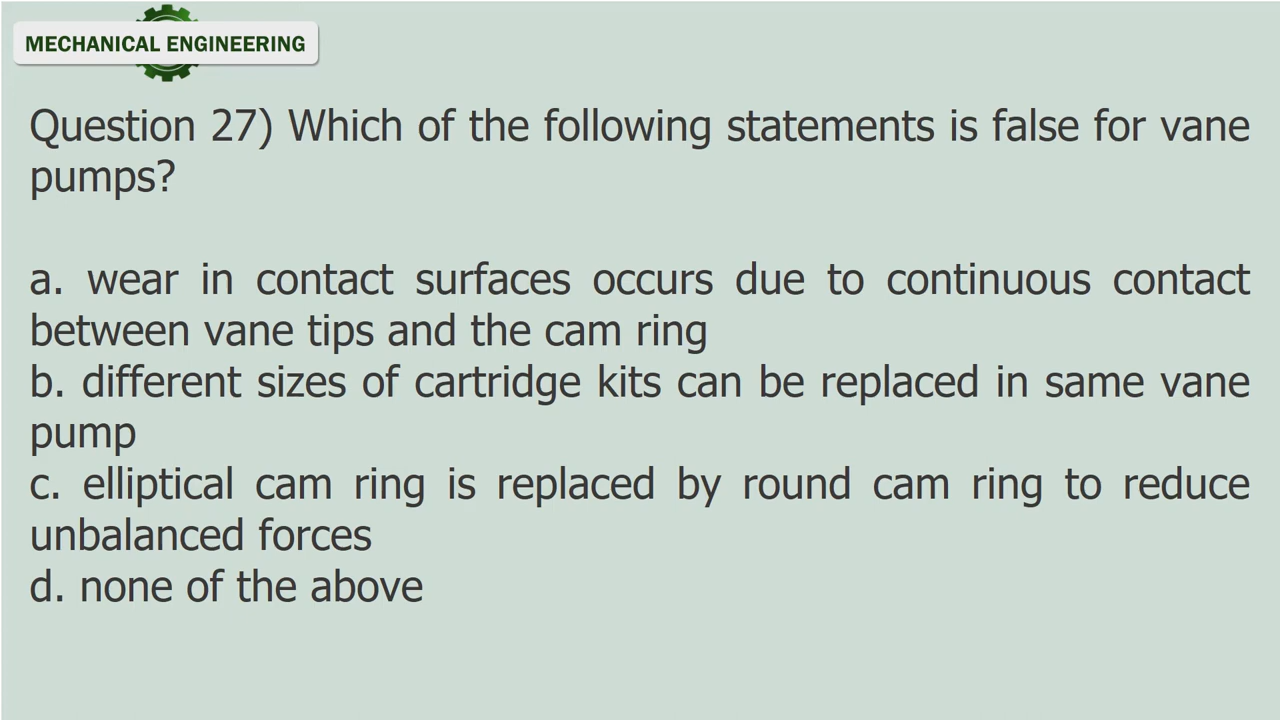 MECHANICAL ENGINEERING
Question 27) Which of the following statements is false for vane
pumps?
a. wear in contact surfaces occurs due to continuous contact
between vane tips and the cam ring
b. different sizes of cartridge kits can be replaced in same vane
pump
c. elliptical cam ring is replaced by round cam ring to reduce
unbalanced forces
d. none of the above